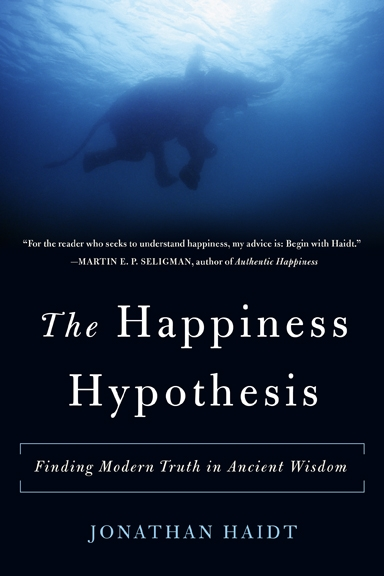 “For the reader who seeks to understand happiness, my advice is: Begin with Haidt.”
—MARTIN E. P. SELIGMAN, author of Authentic Happiness
The Happiness
Hypothesis
Finding Modern Truth in Ancient Wisdom
JONATHAN HAIDT